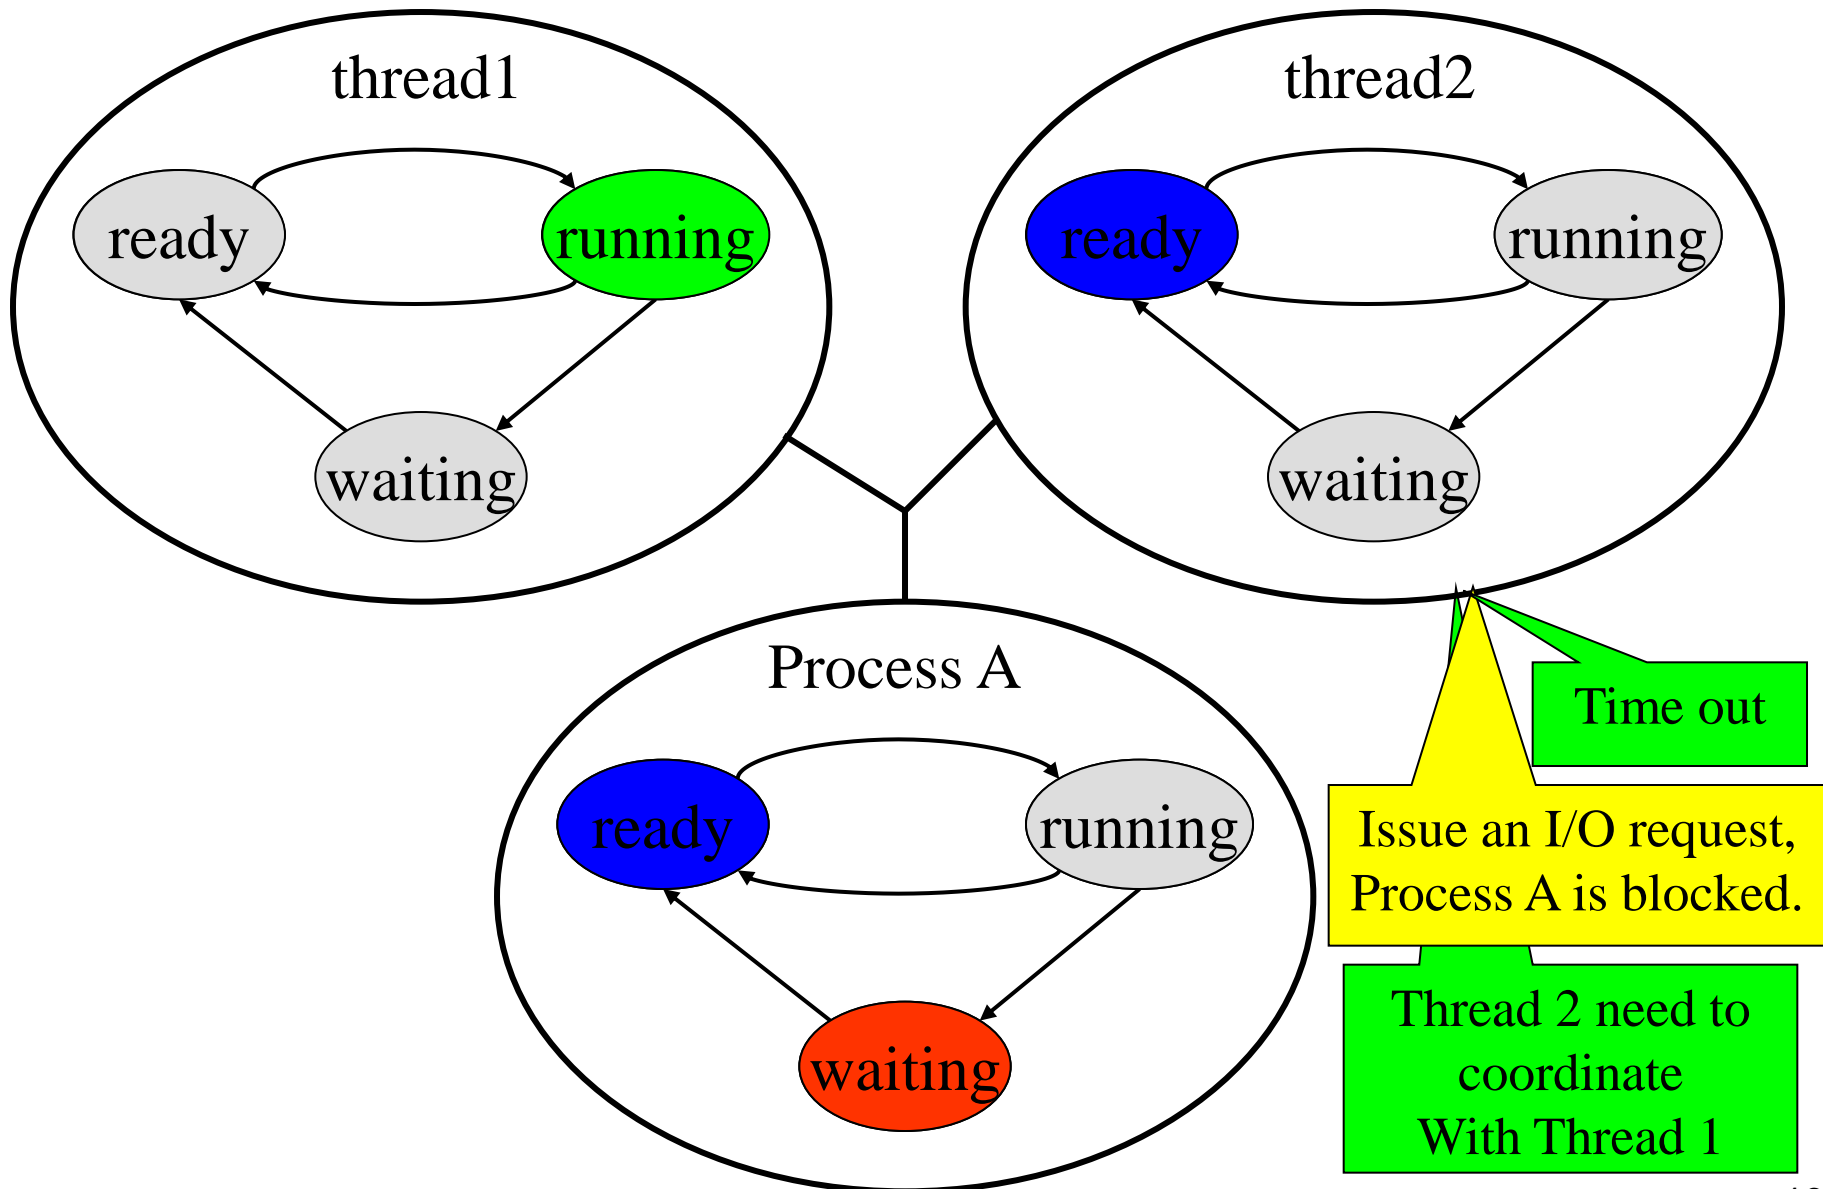 thread1
ready
running
waiting
thread2
ready
running
waiting
Process A
ready
running
waiting
Time out
Issue an I/O request,
Process A is blocked.
Thread 2 need to
coordinate
With Thread 1